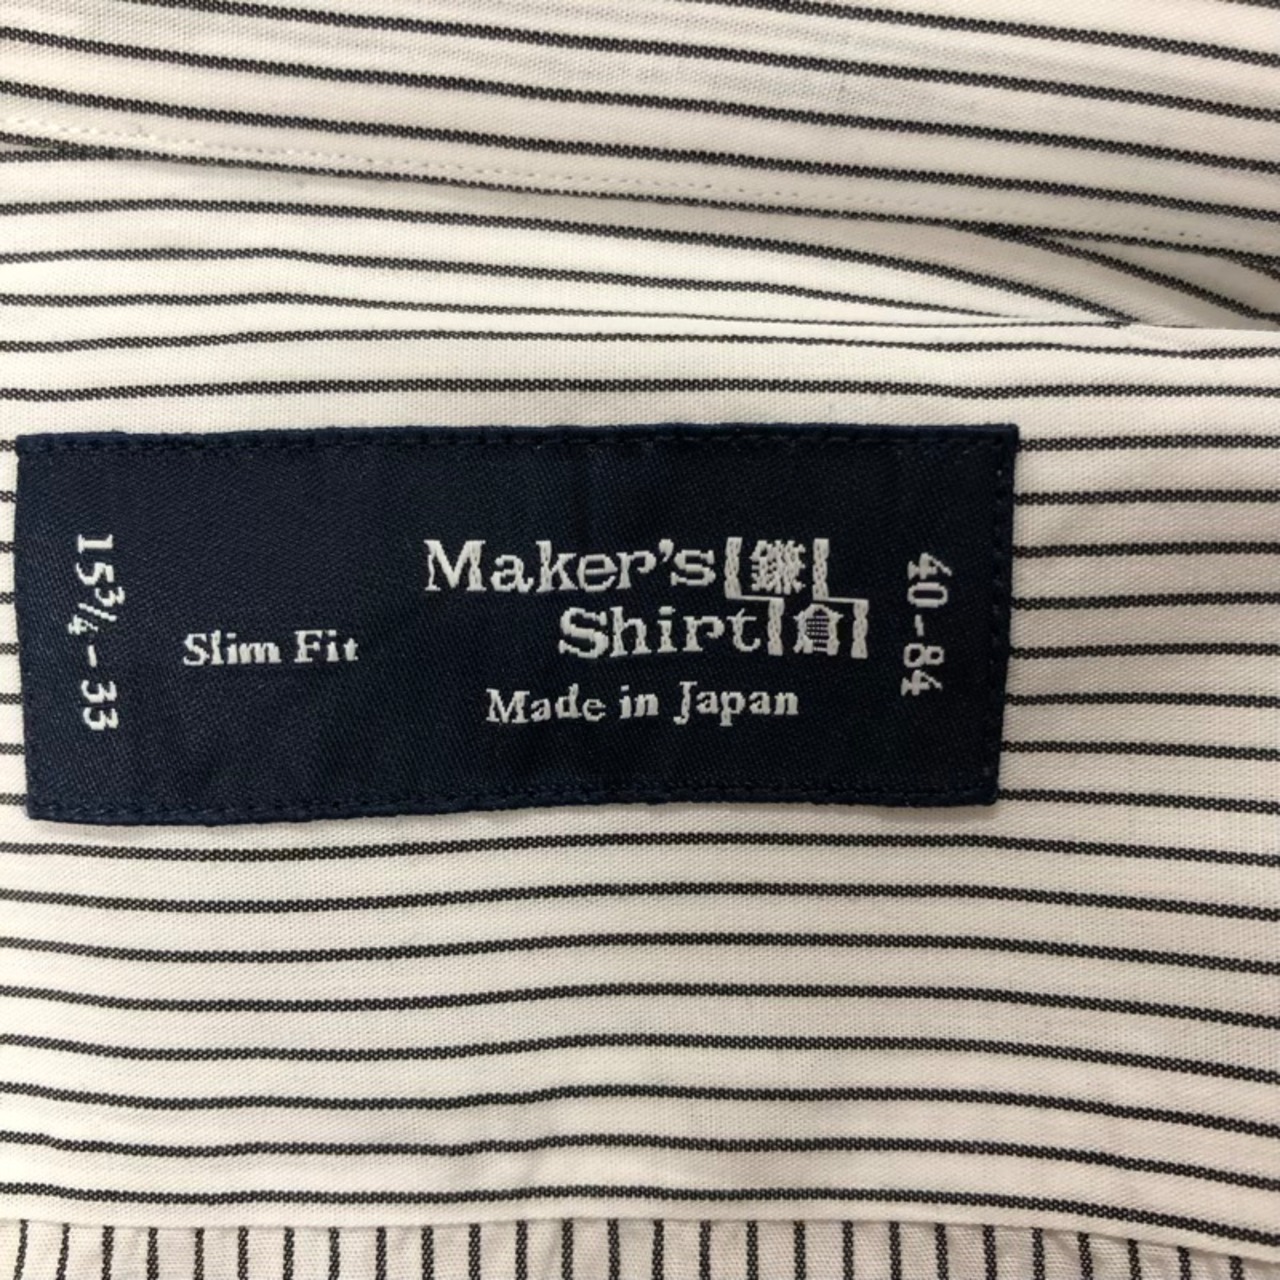 15¾-33
Slim Fit
Maker's 鎌
Shirt 倉
Made in Japan
40-84